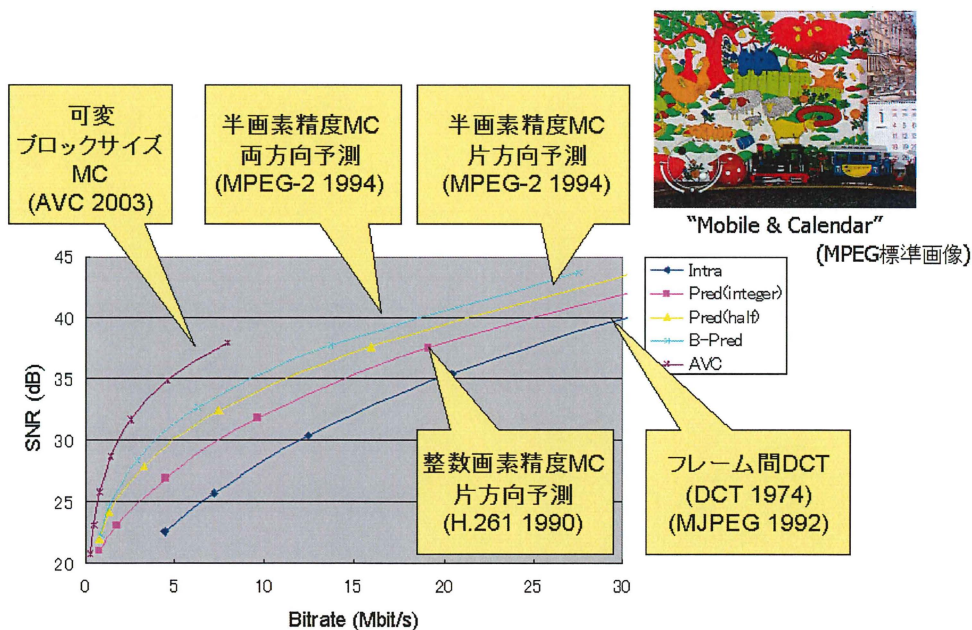 可変
ブロックサイズ
MC
(AVC 2003)
半画素精度MC
両方向予測
(MPEG-2 1994)
半画素精度MC
片方向予測
(MPEG-2 1994)
“Mobile & Calendar”
(MPEG標準画像)
45
40
35
30
25
20
SNR (dB)
0 5 10 15 20 25 30
Bitrate (Mbit/s)
Intra
Pred(integer)
Pred(half)
B-Pred
AVC
整数画素精度MC
片方向予測
(H.261 1990)
フレーム間DCT
(DCT 1974)
(MJPEG 1992)